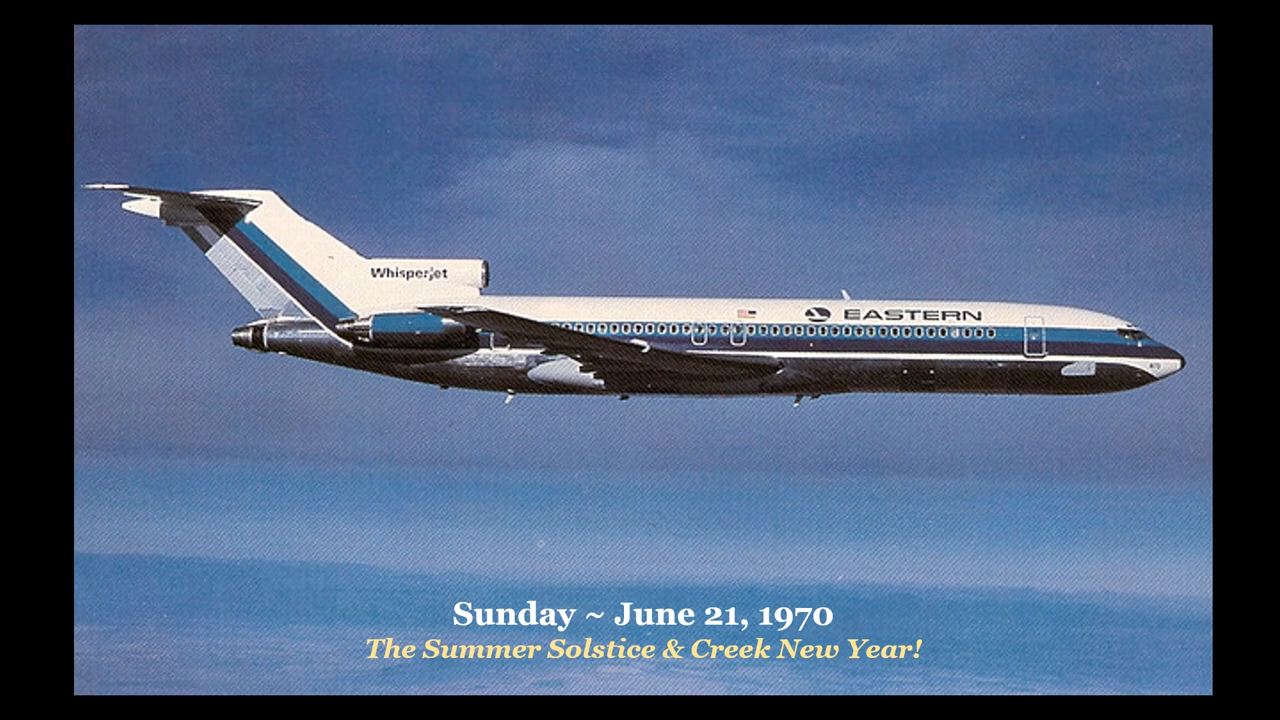 Whisperjet
EASTERN
Sunday ~ June 21, 1970
The Summer Solstice & Creek New Year!